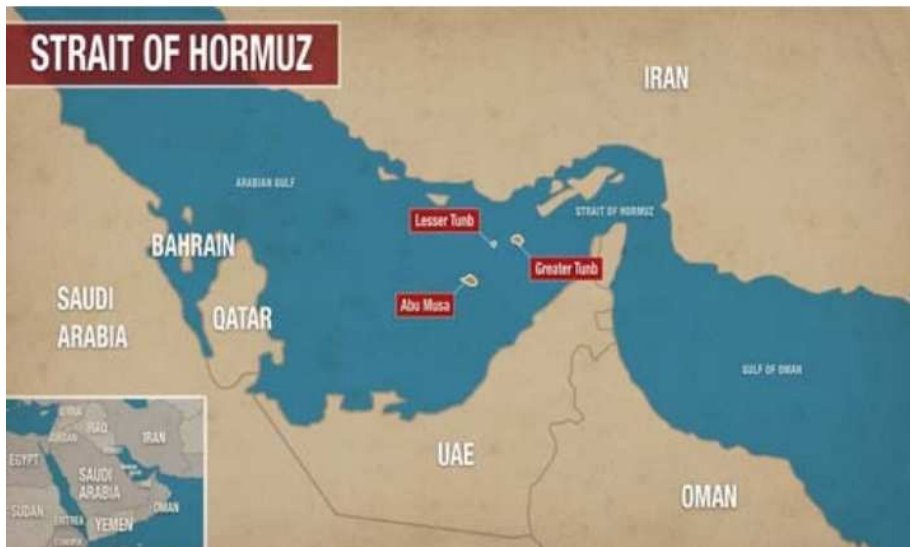 STRAIT OF HORMUZ
IRAN
ARABIAN GULF
STRAIT OF HORMUZ
Lesser Tunb
BAHRAIN
Greater Tunb
Abu Musa
SAUDI
ARABIA
QATAR
GULF OF OMAN
UAE
OMAN
SYRIA
IRAQ
IRAN
JORDAN
EGYPT
SAUDI
ARABIA
OMAN
SUDAN
ERITREA
YEMEN
ETHIOPIA